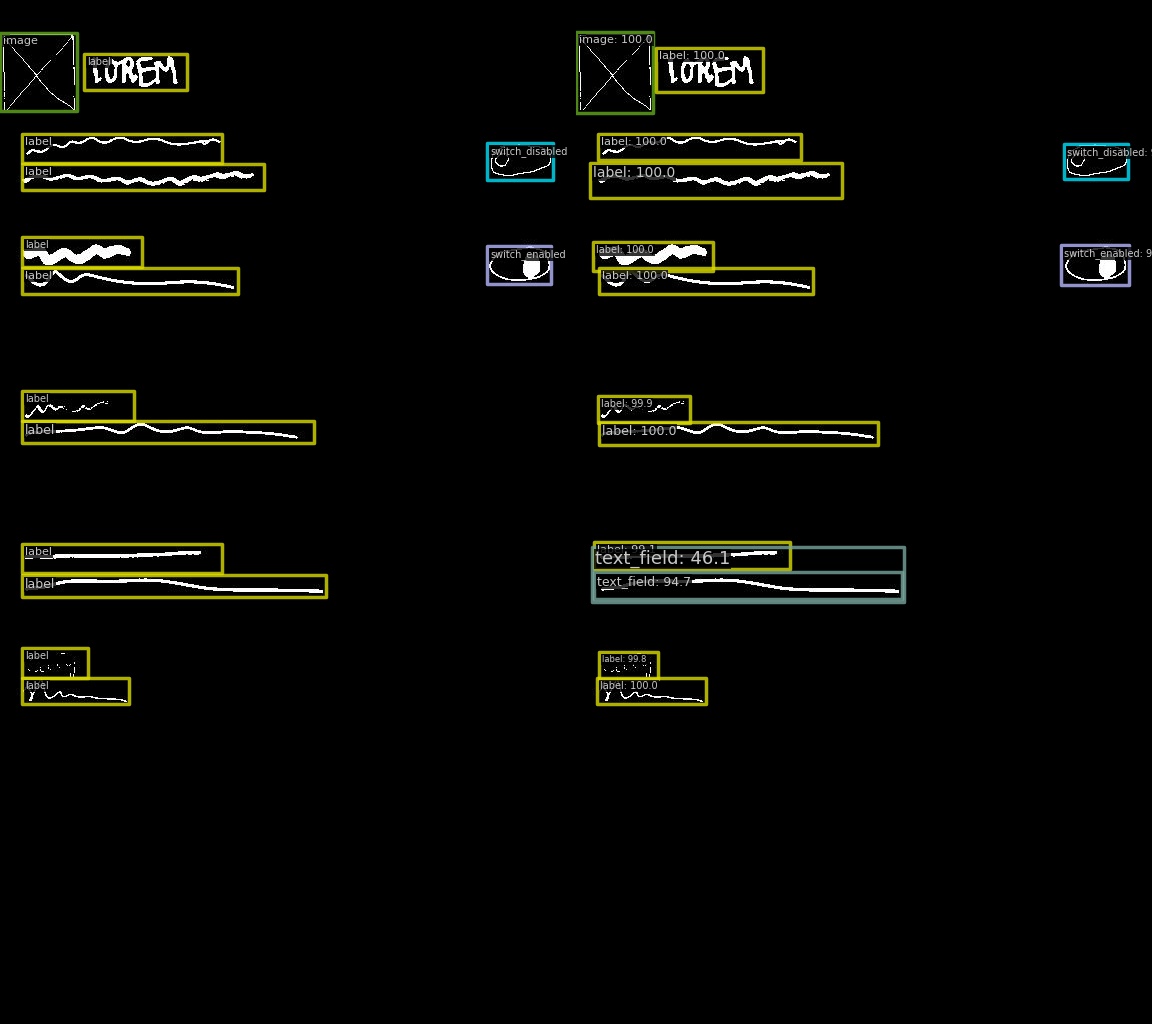 image
image: 100.0
label
LOREM
label: 100.0
LOREM
label
label: 100.0
switch_disabled
switch_disabled:
label
label: 100.0
label
label: 100.0
switch_enabled
switch_enabled: 9
label
label: 100.0
label
label: 99.9
label
label: 100.0
label
label: 99.1
text_field: 46.1
label
text_field: 94.7
label
label: 99.8
label
label: 100.0